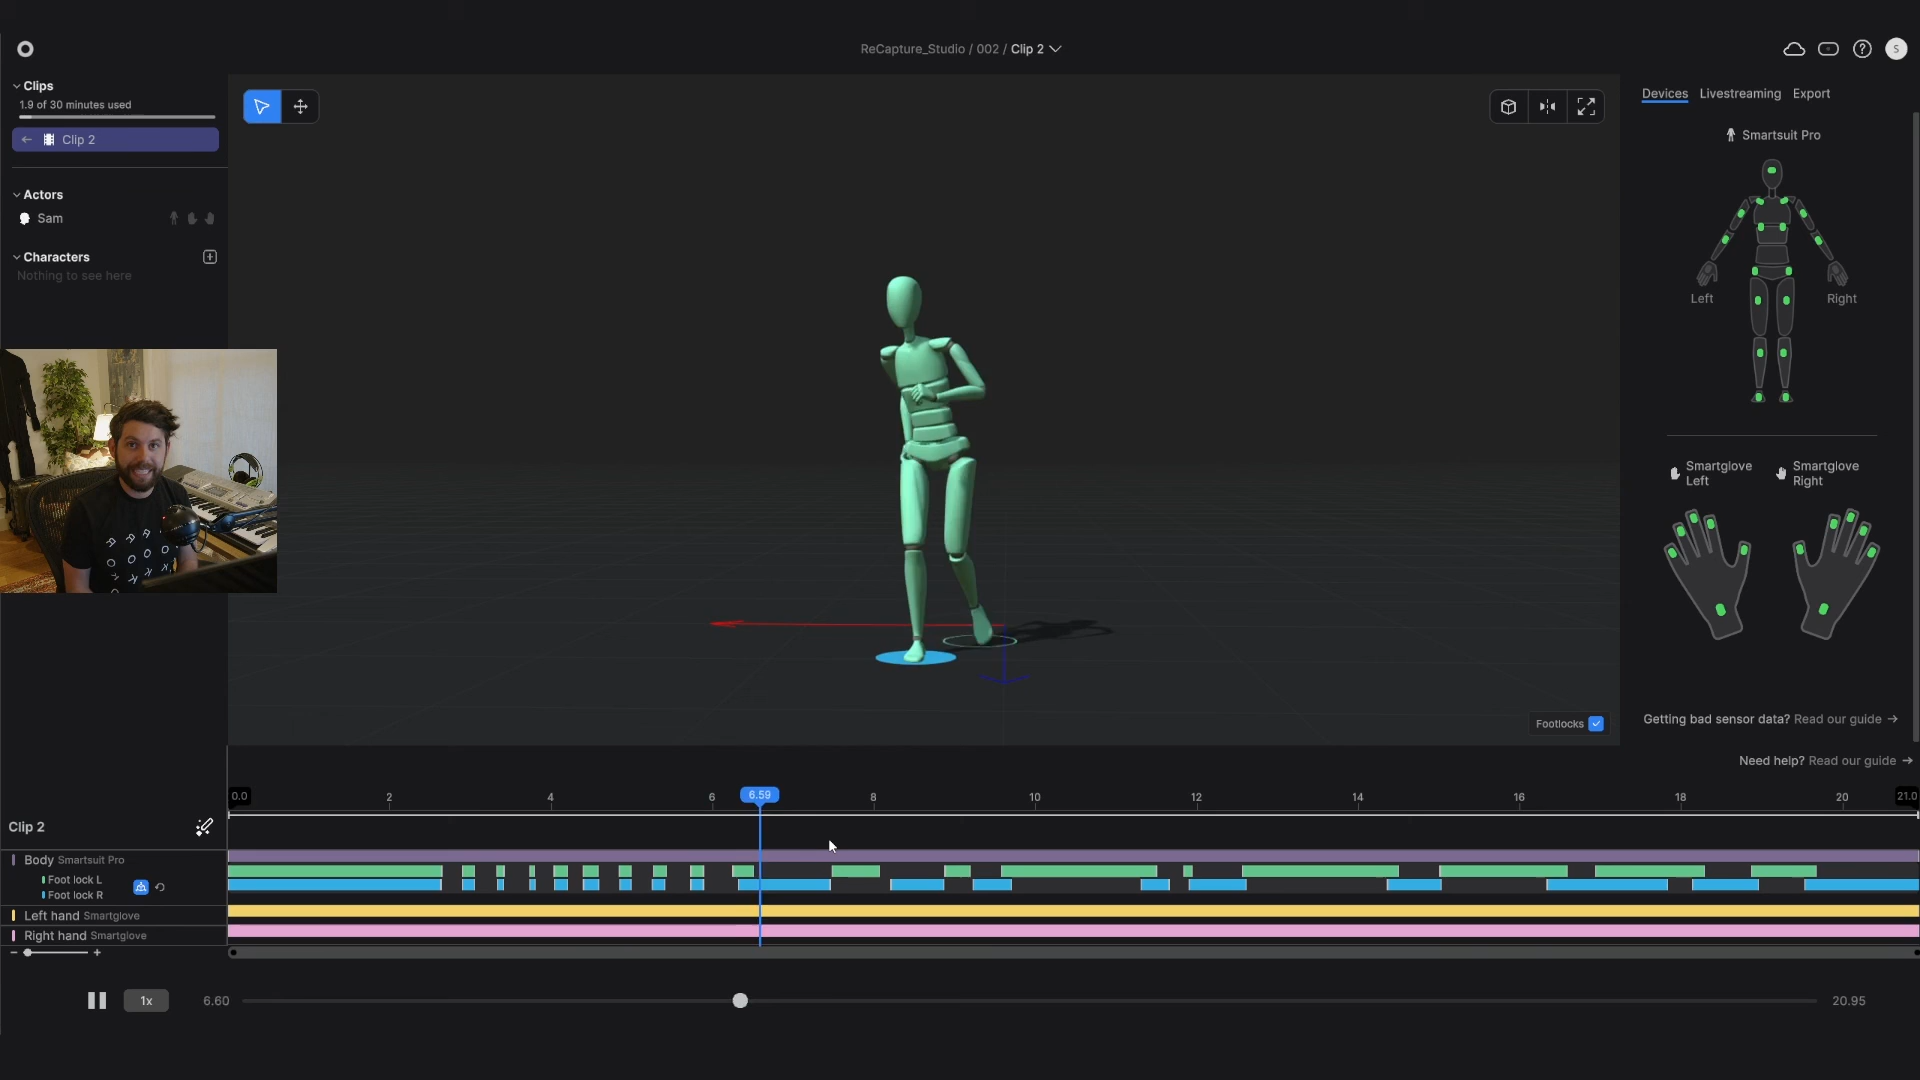 ReCapture_Studio / 002 / Clip 2
S
Clips
1.9 of 30 minutes used
Clip 2
Actors
Sam
Characters
Nothing to see here
Devices Livestreaming Export
Smartsuit Pro
Left
Right
Smartglove
Left
Smartglove
Right
Getting bad sensor data? Read our guide →
Footlocks
Need help? Read our guide →
0.0 2 4 6 6.59 8 10 12 14 16 18 20 21.0
Clip 2
Body Smartsuit Pro
Foot lock L
Foot lock R
Left hand Smartglove
Right hand Smartglove
1x 6.60 20.95